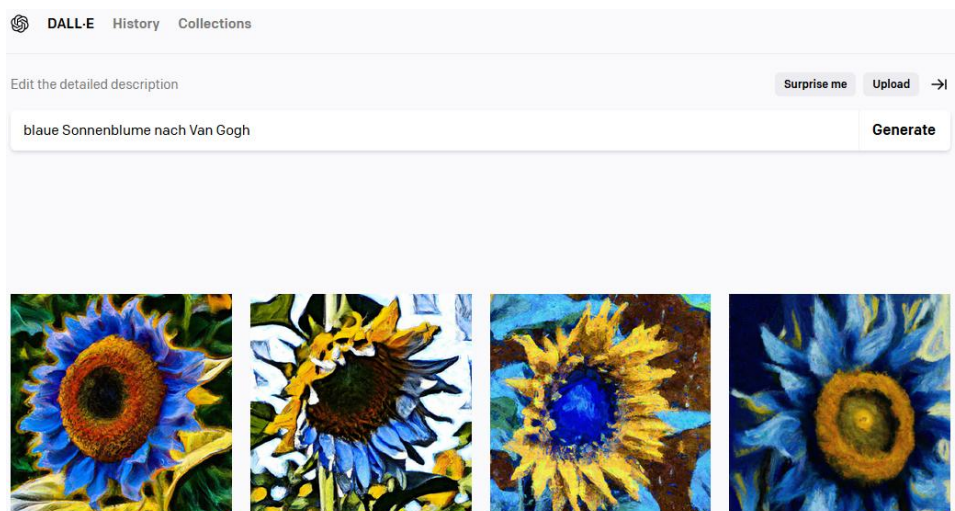 DALL·E History Collections
Edit the detailed description Surprise me Upload
blaue Sonnenblume nach Van Gogh Generate